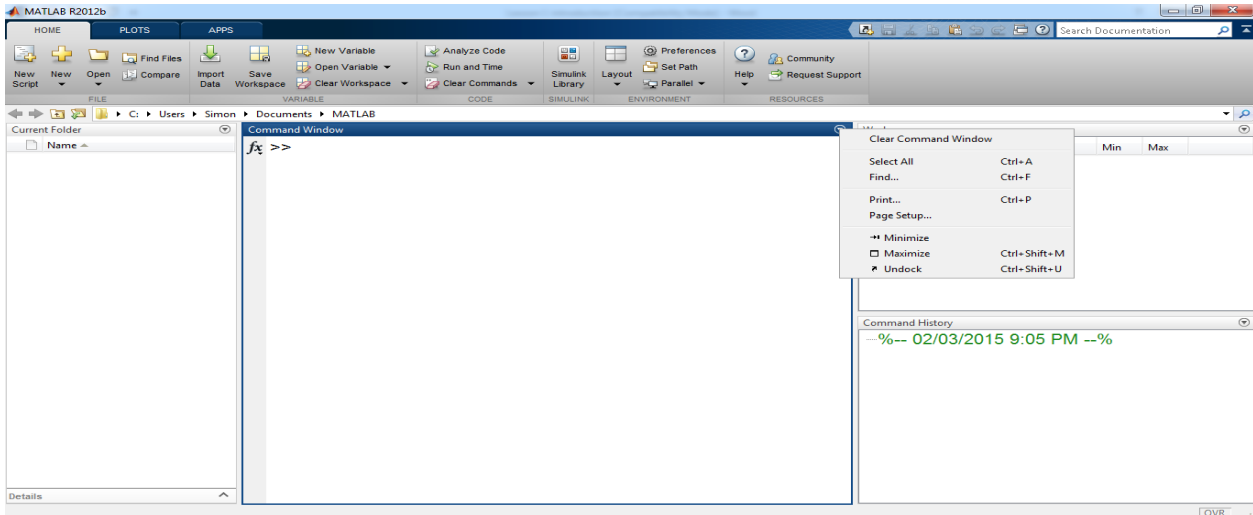 MATLAB R2012b
HOME PLOTS APPS
Search Documentation
New Script
New
Open
Find Files
Compare
Import Data
Save Workspace
New Variable
Open Variable
Clear Workspace
Analyze Code
Run and Time
Clear Commands
Simulink Library
Layout
Preferences
Set Path
Parallel
Help
Community
Request Support
FILE VARIABLE CODE SIMULINK ENVIRONMENT RESOURCES
C: Users Simon Documents MATLAB
Current Folder
Name
Details
Command Window
fx >>
Clear Command Window
Select All Ctrl+A
Find... Ctrl+F
Print... Ctrl+P
Page Setup...
Minimize
Maximize Ctrl+Shift+M
Undock Ctrl+Shift+U
Min Max
Command History
%-- 02/03/2015 9:05 PM --%
OVR